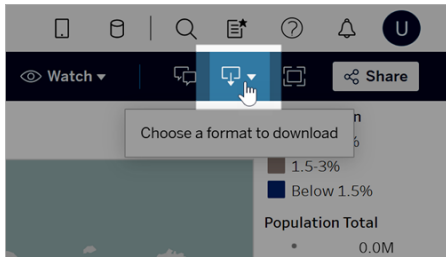 U
Watch
Share
Choose a format to download
1.5-3%
Below 1.5%
Population Total
0.0M